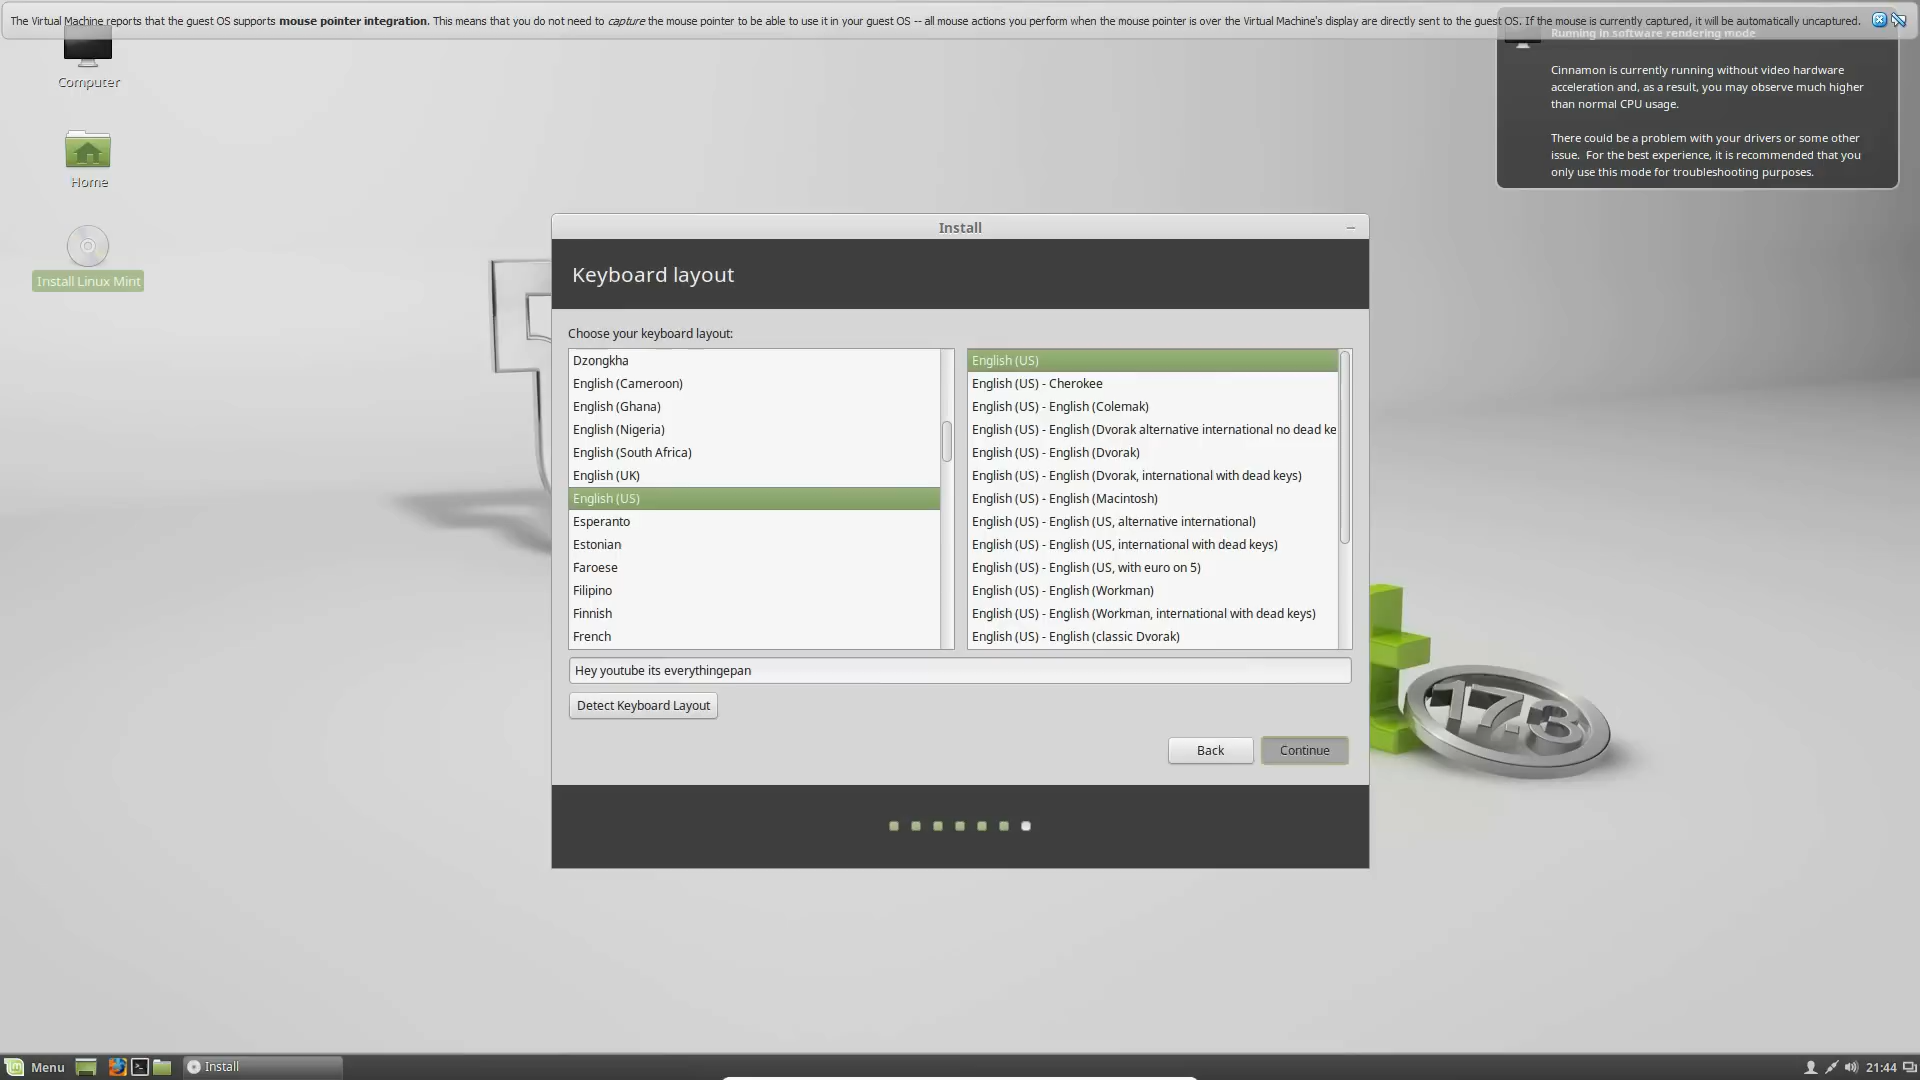 The Virtual Machine reports that the guest OS supports mouse pointer integration. This means that you do not need to capture the mouse pointer to be able to use it in your guest OS -- all mouse actions you perform when the mouse pointer is over the Virtual Machine's display are directly sent to the guest OS. If the mouse is currently captured, it will be automatically uncaptured.
Running in software rendering mode
Cinnamon is currently running without video hardware
acceleration and, as a result, you may observe much higher
than normal CPU usage.
There could be a problem with your drivers or some other
issue.  For the best experience, it is recommended that you
only use this mode for troubleshooting purposes.
Computer
Home
Install Linux Mint
Install
Keyboard layout
Choose your keyboard layout:
Dzongkha
English (Cameroon)
English (Ghana)
English (Nigeria)
English (South Africa)
English (UK)
English (US)
Esperanto
Estonian
Faroese
Filipino
Finnish
French
English (US)
English (US) - Cherokee
English (US) - English (Colemak)
English (US) - English (Dvorak alternative international no dead ke
English (US) - English (Dvorak)
English (US) - English (Dvorak, international with dead keys)
English (US) - English (Macintosh)
English (US) - English (US, alternative international)
English (US) - English (US, international with dead keys)
English (US) - English (US, with euro on 5)
English (US) - English (Workman)
English (US) - English (Workman, international with dead keys)
English (US) - English (classic Dvorak)
Hey youtube its everythingepan
Detect Keyboard Layout
Back
Continue
173
Menu
Install
21:44